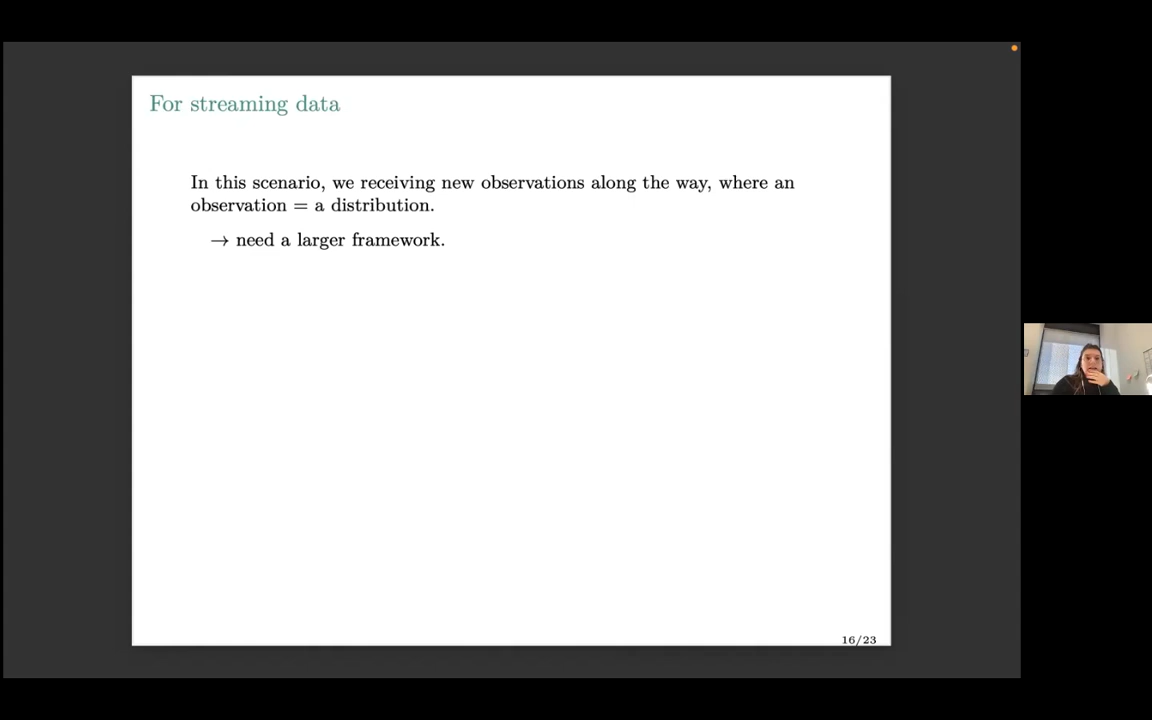 For streaming data
In this scenario, we receiving new observations along the way, where an
observation = a distribution.
→ need a larger framework.
16/23